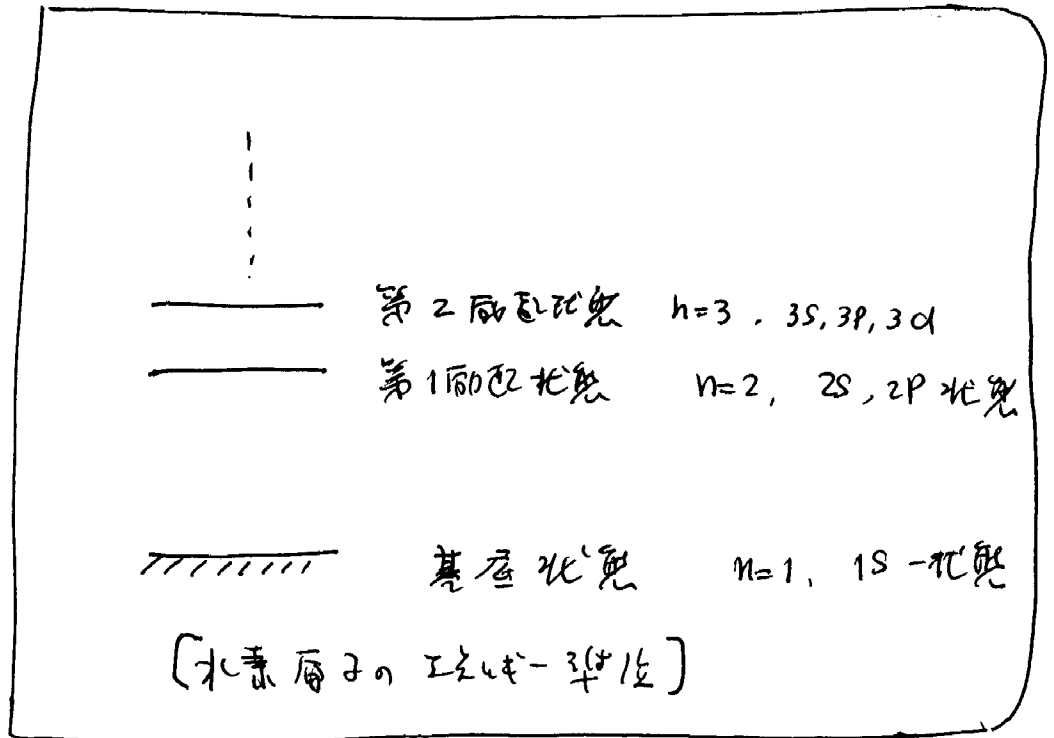 第2励起状態 n=3, 3S, 3P, 3d
第1励起状態 n=2, 2S, 2P 状態
基底状態 n=1, 1S-状態
[水素原子のエネルギー準位]